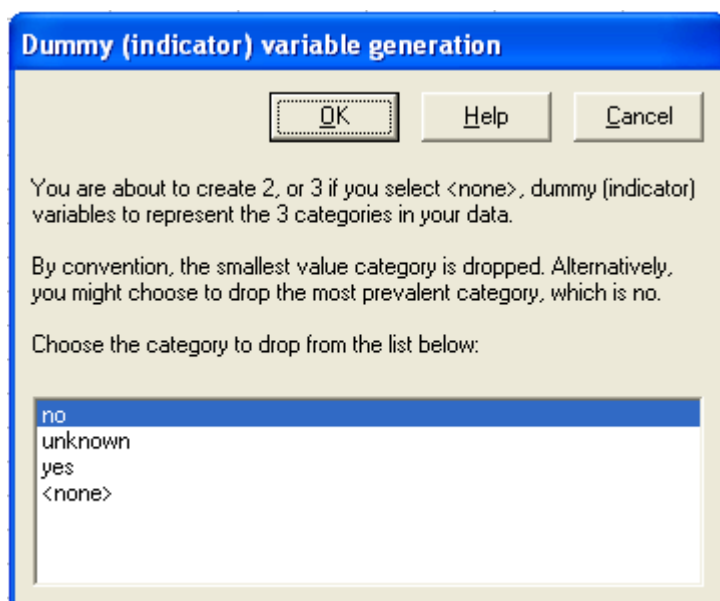 Dummy (indicator) variable generation
OK Help Cancel
You are about to create 2, or 3 if you select <none>, dummy (indicator)
variables to represent the 3 categories in your data.
By convention, the smallest value category is dropped. Alternatively,
you might choose to drop the most prevalent category, which is no.
Choose the category to drop from the list below:
no
unknown
yes
<none>